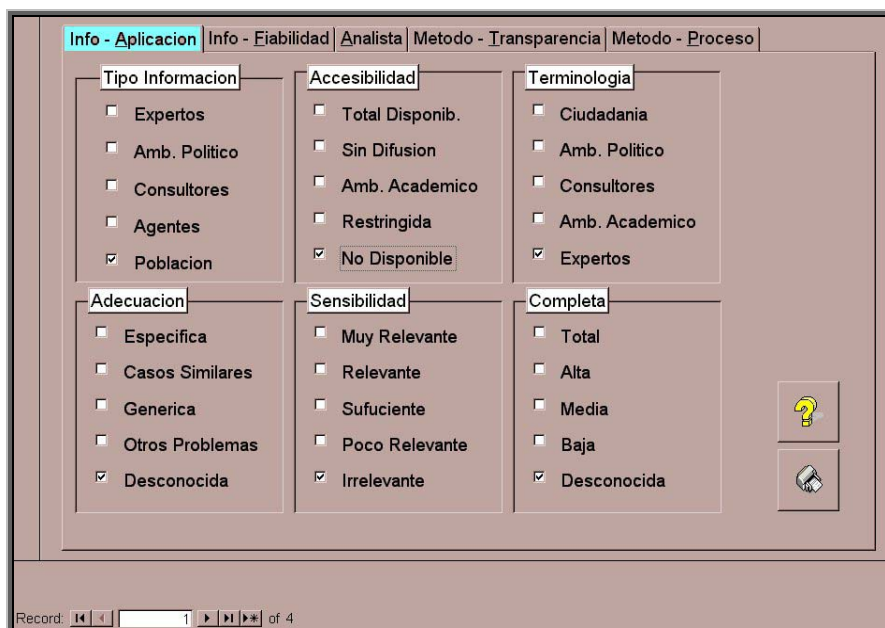 Info - Aplicacion Info - Fiabilidad Analista Metodo - Transparencia Metodo - Proceso
Tipo Informacion
Expertos
Amb. Politico
Consultores
Agentes
Poblacion
Accesibilidad
Total Disponib.
Sin Difusion
Amb. Academico
Restringida
No Disponible
Terminologia
Ciudadania
Amb. Politico
Consultores
Amb. Academico
Expertos
Adecuacion
Especifica
Casos Similares
Generica
Otros Problemas
Desconocida
Sensibilidad
Muy Relevante
Relevante
Sufuciente
Poco Relevante
Irrelevante
Completa
Total
Alta
Media
Baja
Desconocida
Record: 1 of 4